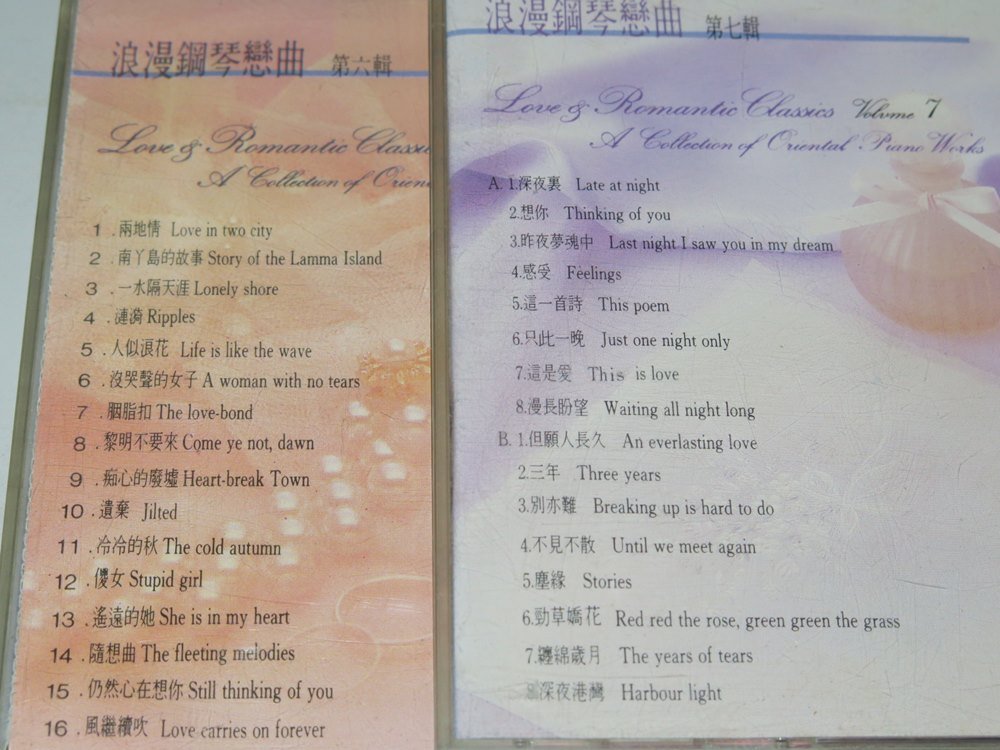 浪漫鋼琴戀曲 第六輯
Love & Romantic Classi
A Collection of Orien
1 .兩地情 Love in two city
2 .南丫島的故事 Story of the Lamma Island
3 .一水隔天涯 Lonely shore
4 .漣漪 Ripples
5 .人似浪花 Life is like the wave
6 .沒哭聲的女子 A woman with no tears
7 .胭脂扣 The love-bond
8 .黎明不要來 Come ye not, dawn
9 .痴心的廢墟 Heart-break Town
10 .遺棄 Jilted
11 .冷冷的秋 The cold autumn
12 .傻女 Stupid girl
13 .遙遠的她 She is in my heart
14 .隨想曲 The fleeting melodies
15 .仍然心在想你 Still thinking of you
16 .風繼續吹 Love carries on forever
浪漫鋼琴戀曲 第七輯
Love & Romantic Classics Volume 7
A Collection of Oriental Piano Works
A. 1.深夜裏 Late at night
2.想你 Thinking of you
3.昨夜夢魂中 Last night I saw you in my dream
4.感受 Feelings
5.這一首詩 This poem
6.只此一晚 Just one night only
7.這是愛 This is love
8.漫長盼望 Waiting all night long
B. 1.但願人長久 An everlasting love
2.三年 Three years
3.別亦難 Breaking up is hard to do
4.不見不散 Until we meet again
5.塵緣 Stories
6.勁草嬌花 Red red the rose, green green the grass
7.纏綿歲月 The years of tears
8.深夜港灣 Harbour light